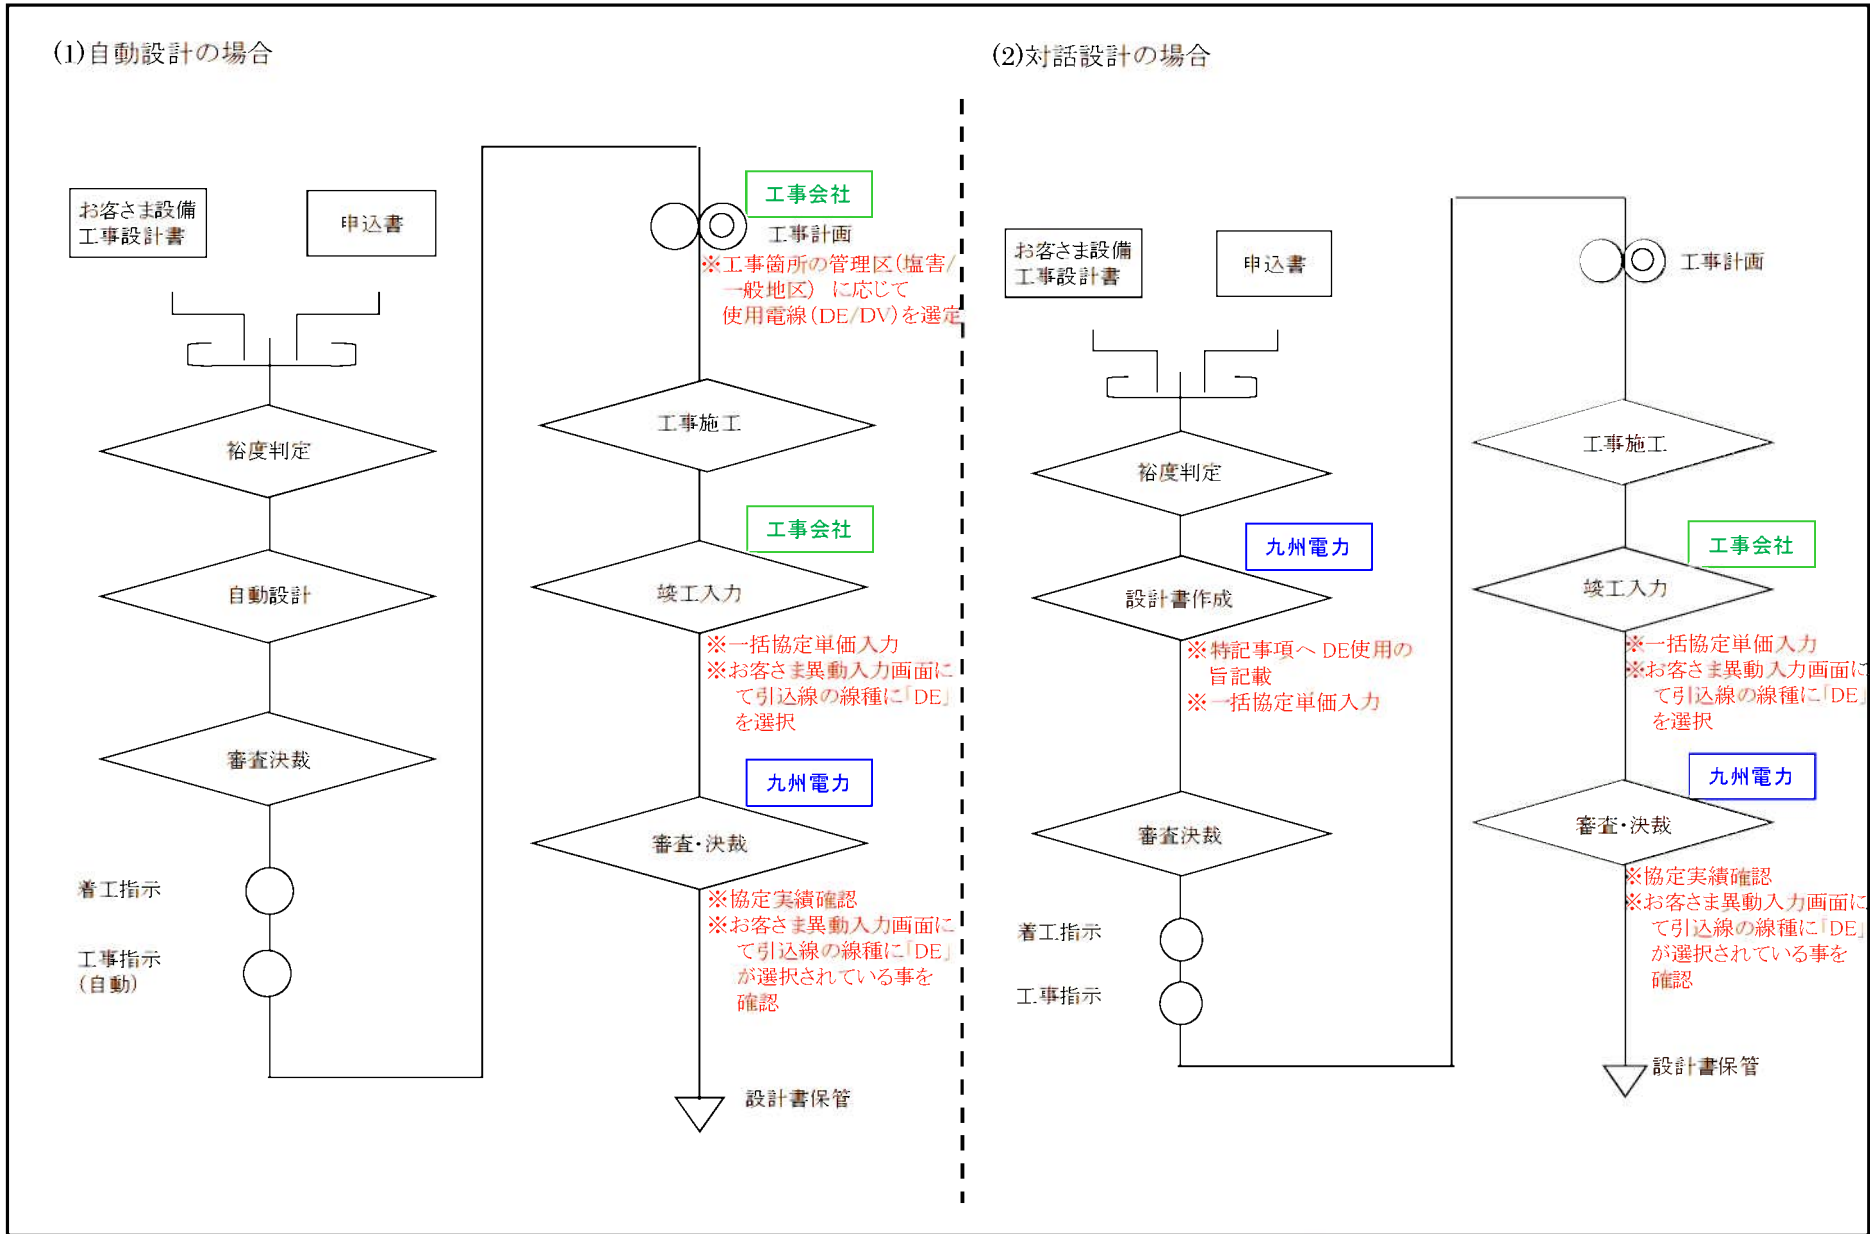 (1)自動設計の場合
お客さま設備
工事設計書
申込書
裕度判定
自動設計
審査決裁
着工指示
工事指示
(自動)
工事会社
工事計画
※工事箇所の管理区(塩害/
一般地区) に応じて
使用電線(DE/DV)を選定
工事施工
工事会社
竣工入力
※一括協定単価入力
※お客さま異動入力画面に
て引込線の線種に「DE」
を選択
九州電力
審査・決裁
※協定実績確認
※お客さま異動入力画面に
て引込線の線種に「DE」
が選択されている事を
確認
設計書保管
(2)対話設計の場合
お客さま設備
工事設計書
申込書
裕度判定
九州電力
設計書作成
※特記事項へ DE使用の
旨記載
※一括協定単価入力
審査決裁
着工指示
工事指示
工事計画
工事施工
工事会社
竣工入力
※一括協定単価入力
※お客さま異動入力画面に
て引込線の線種に「DE」
を選択
九州電力
審査・決裁
※協定実績確認
※お客さま異動入力画面に
て引込線の線種に「DE」
が選択されている事を
確認
設計書保管